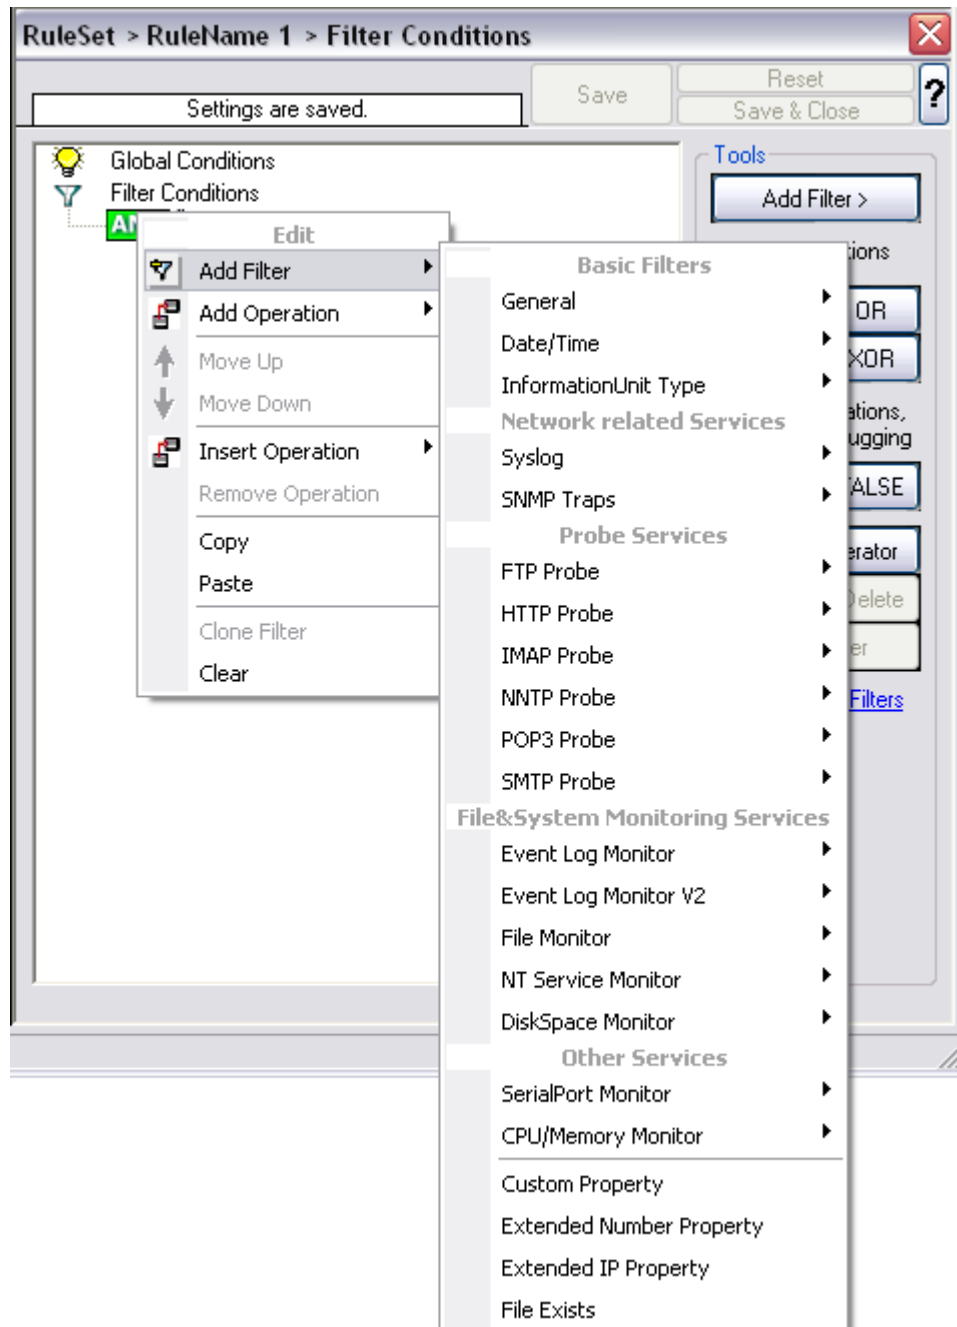 RuleSet > RuleName 1 > Filter Conditions
Settings are saved.
Save
Reset
Save & Close
?
Global Conditions
Filter Conditions
Tools
Add Filter >
Edit
Add Filter
Add Operation
Move Up
Move Down
Insert Operation
Remove Operation
Copy
Paste
Clone Filter
Clear
Basic Filters
General
Date/Time
InformationUnit Type
Network related Services
Syslog
SNMP Traps
Probe Services
FTP Probe
HTTP Probe
IMAP Probe
NNTP Probe
POP3 Probe
SMTP Probe
File&System Monitoring Services
Event Log Monitor
Event Log Monitor V2
File Monitor
NT Service Monitor
DiskSpace Monitor
Other Services
SerialPort Monitor
CPU/Memory Monitor
Custom Property
Extended Number Property
Extended IP Property
File Exists
OR
XOR
Filters